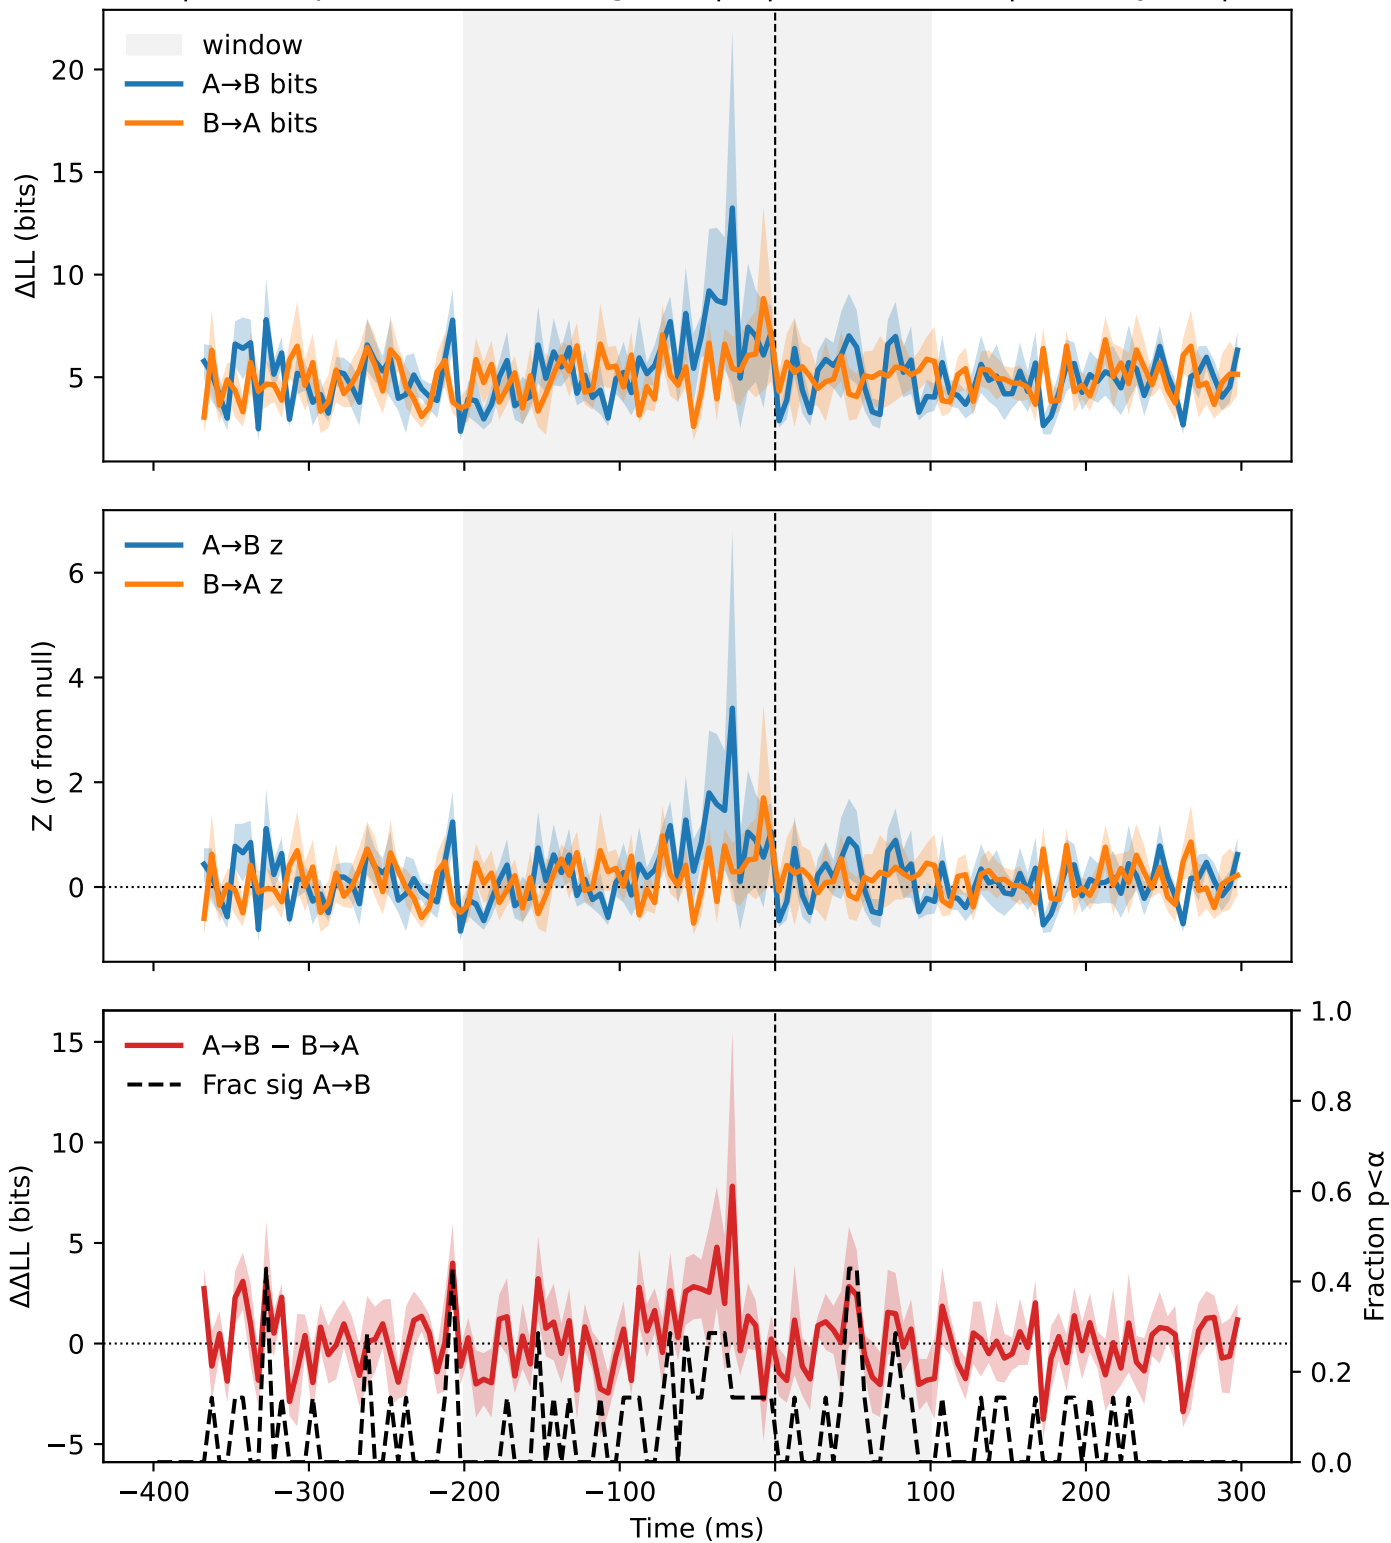 window
A→B bits
B→A bits
20
15
10
5
ΔLL (bits)
A→B z
B→A z
6
4
2
0
Z (σ from null)
A→B − B→A
Frac sig A→B
15
10
5
0
−5
ΔΔLL (bits)
1.0
0.8
0.6
0.4
0.2
0.0
Fraction p<α
−400
−300
−200
−100
0
100
200
300
Time (ms)